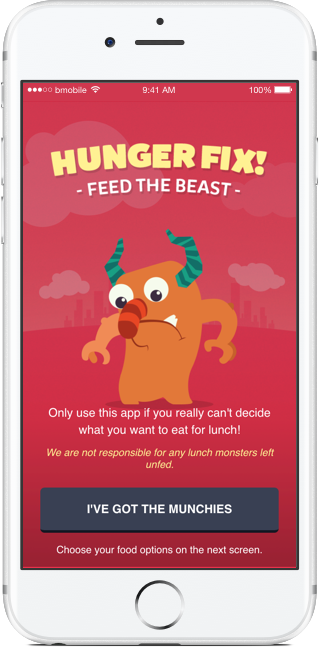 ●●●○○ bmobile 9:41 AM 100%
HUNGER FIX!
- FEED THE BEAST -
Only use this app if you really can't decide
what you want to eat for lunch!
We are not responsible for any lunch monsters left
unfed.
I'VE GOT THE MUNCHIES
Choose your food options on the next screen.